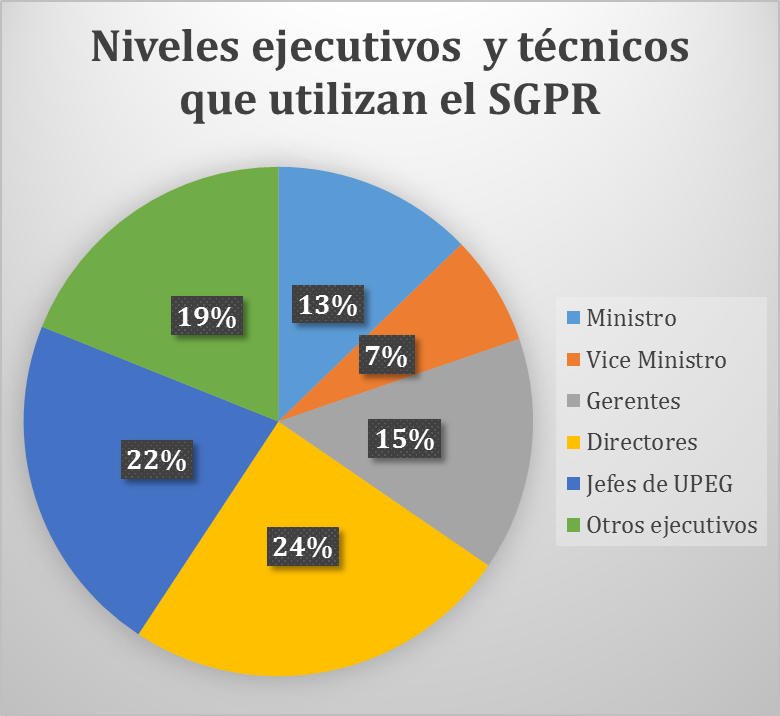 Niveles ejecutivos y técnicos
que utilizan el SGPR
13%
7%
15%
24%
22%
19%
Ministro
Vice Ministro
Gerentes
Directores
Jefes de UPEG
Otros ejecutivos